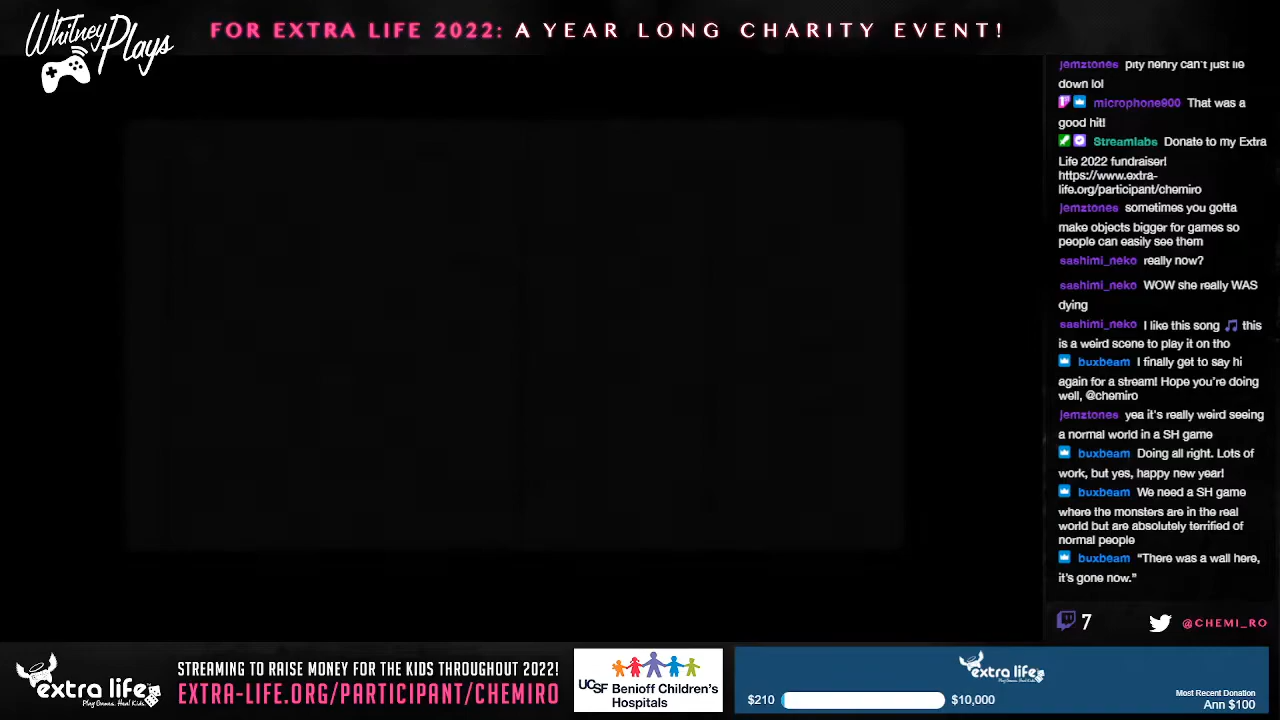 Whitney Plays
FOR EXTRA LIFE 2022: A YEAR LONG CHARITY EVENT!
jemztones pity henry can't just lie
down lol
microphone900 That was a
good hit!
Streamlabs Donate to my Extra
Life 2022 fundraiser!
https://www.extra-
life.org/participant/chemiro
jemztones sometimes you gotta
make objects bigger for games so
people can easily see them
sashimi_neko really now?
sashimi_neko WOW she really WAS
dying
sashimi_neko I like this song 🎵 this
is a weird scene to play it on tho
buxbeam I finally get to say hi
again for a stream! Hope you're doing
well, @chemiro
jemztones yea it's really weird seeing
a normal world in a SH game
buxbeam Doing all right. Lots of
work, but yes, happy new year!
buxbeam We need a SH game
where the monsters are in the real
world but are absolutely terrified of
normal people
buxbeam “There was a wall here,
it's gone now.”
7 @CHEMI_RO
extra life
Play Games. Heal Kids.
STREAMING TO RAISE MONEY FOR THE KIDS THROUGHOUT 2022!
EXTRA-LIFE.ORG/PARTICIPANT/CHEMIRO
UCSF Benioff Children's
Hospitals
extra life
$210 $10,000
Most Recent Donation
Ann $100